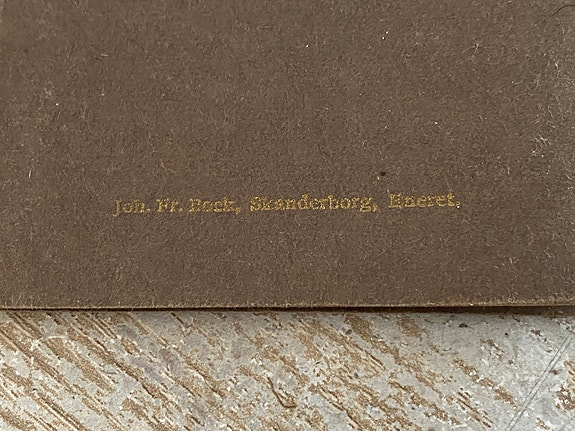 Joh. Fr. Bock, Skanderborg, Eneret.